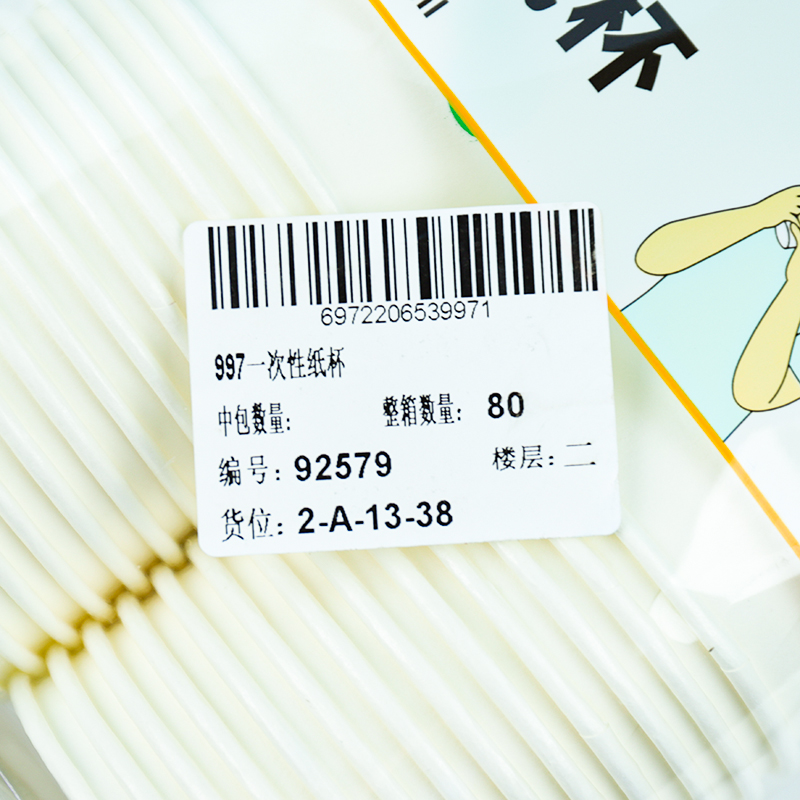 杯
6972206539971
997一次性纸杯
中包数量: 整箱数量: 80
编号: 92579 楼层: 二
货位: 2-A-13-38